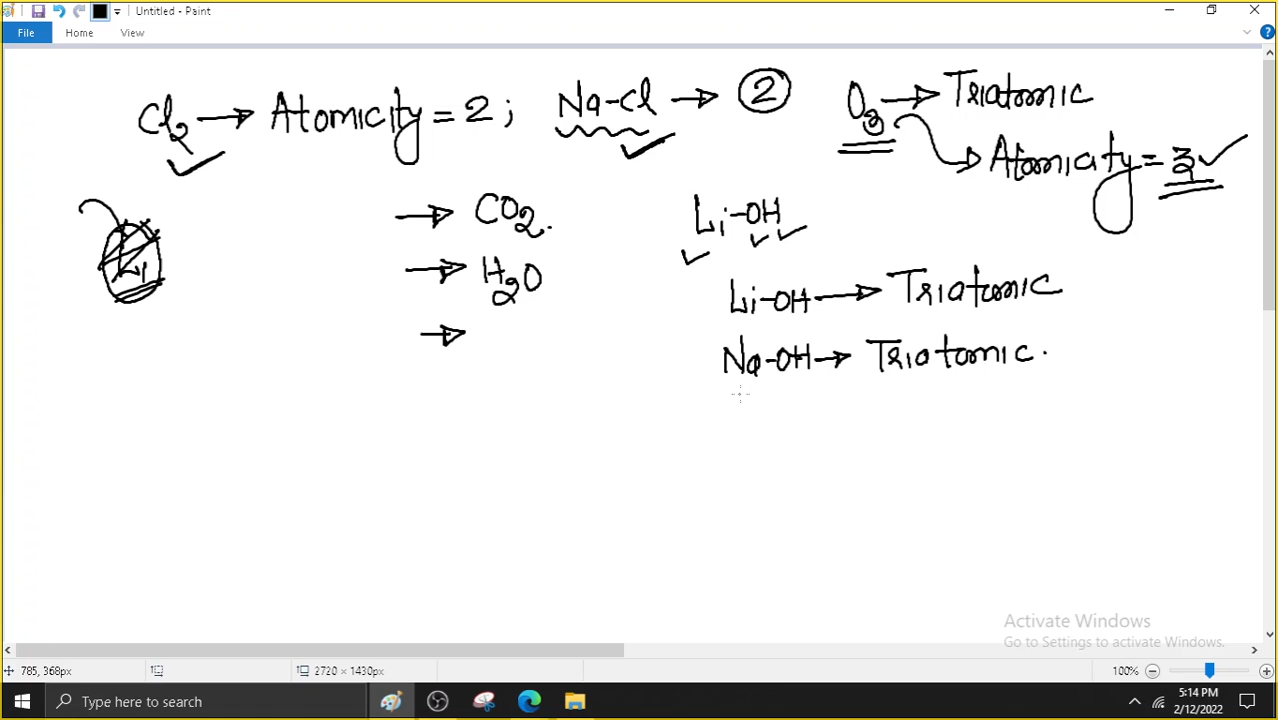 Untitled - Paint
File Home View
Cl2 → Atomicity = 2 ; Na-Cl → 2
O3 → Triatomic
Atomicity = 3
→ CO2.
→ H2O
→
Li-OH
Li-OH → Triatomic
Na-OH → Triatomic.
Activate Windows
Go to Settings to activate Windows.
785, 368px 2720 × 1430px 100%
Type here to search
5:14 PM
2/12/2022